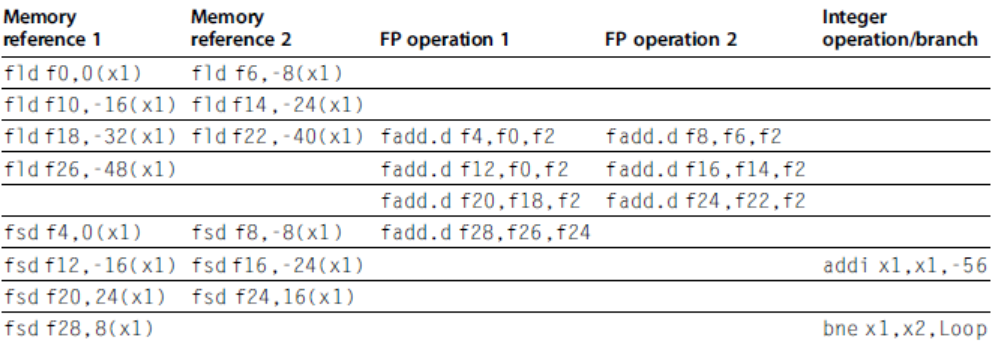 Memory reference 1 Memory reference 2 FP operation 1 FP operation 2 Integer operation/branch
fld f0,0(x1) fld f6,-8(x1)
fld f10,-16(x1) fld f14,-24(x1)
fld f18,-32(x1) fld f22,-40(x1) fadd.d f4,f0,f2 fadd.d f8,f6,f2
fld f26,-48(x1) fadd.d f12,f0,f2 fadd.d f16,f14,f2
fadd.d f20,f18,f2 fadd.d f24,f22,f2
fsd f4,0(x1) fsd f8,-8(x1) fadd.d f28,f26,f24
fsd f12,-16(x1) fsd f16,-24(x1) addi x1,x1,-56
fsd f20,24(x1) fsd f24,16(x1)
fsd f28,8(x1) bne x1,x2,Loop